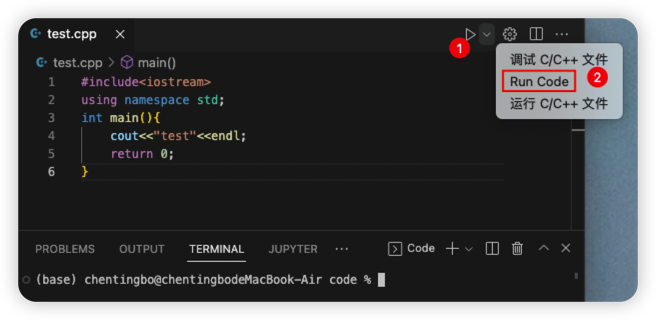 test.cpp
1
test.cpp > main()
调试 C/C++ 文件
Run Code
2
运行 C/C++ 文件
1 #include<iostream>
2 using namespace std;
3 int main(){
4 cout<<"test"<<endl;
5 return 0;
6 }
PROBLEMS OUTPUT TERMINAL JUPYTER ··· Code
(base) chentingbo@chentingbodeMacBook-Air code %